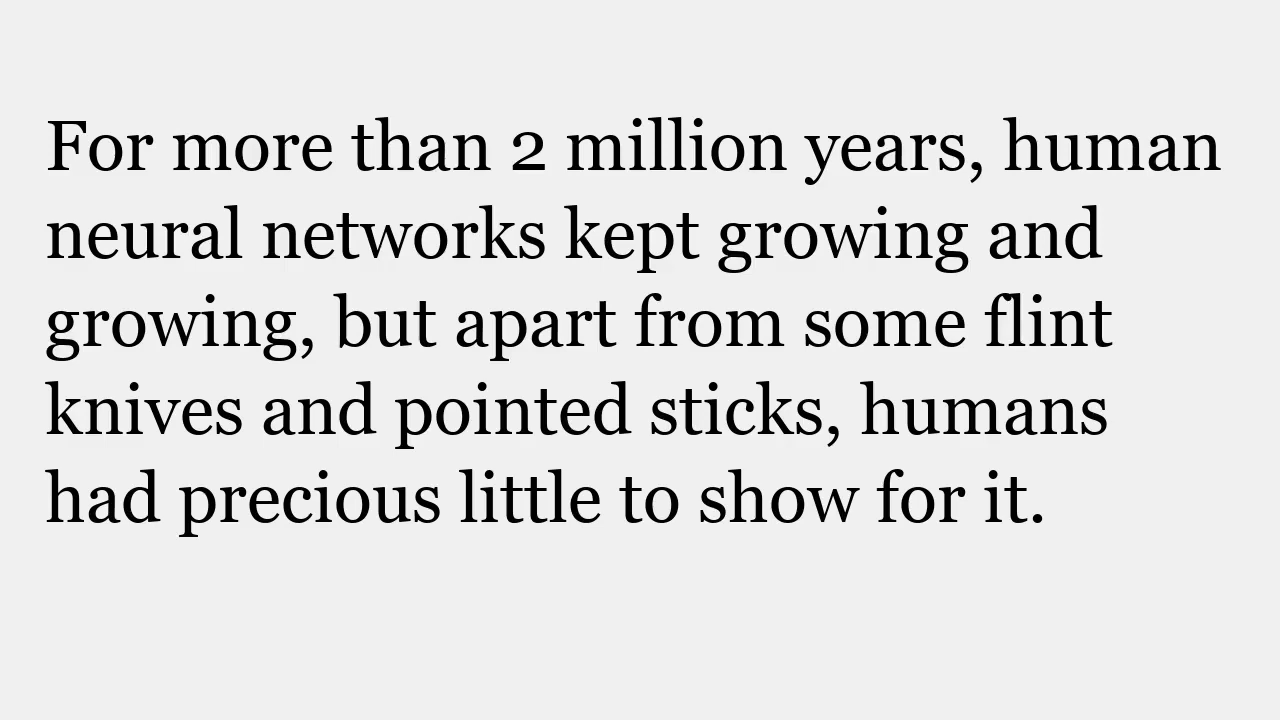 For more than 2 million years, human
neural networks kept growing and
growing, but apart from some flint
knives and pointed sticks, humans
had precious little to show for it.